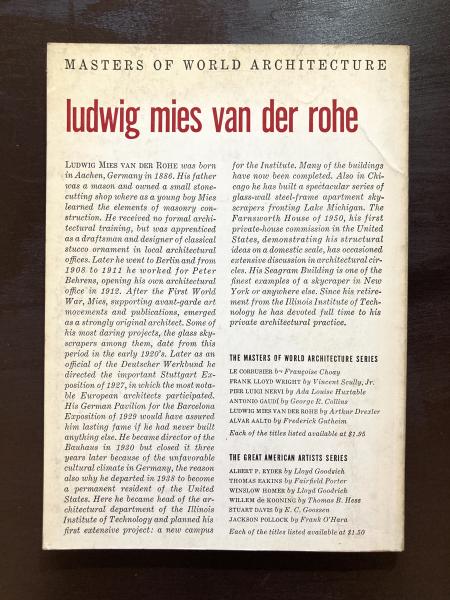 MASTERS OF WORLD ARCHITECTURE
ludwig mies van der rohe
LUDWIG MIES VAN DER ROHE was born
in Aachen, Germany in 1886. His father
was a mason and owned a small stone-
cutting shop where as a young boy Mies
learned the elements of masonry con-
struction. He received no formal archi-
tectural training, but was apprenticed
as a draftsman and designer of classical
stucco ornament in local architectural
offices. Later he went to Berlin and from
1908 to 1911 he worked for Peter
Behrens, opening his own architectural
office in 1912. After the First World
War, Mies, supporting avant-garde art
movements and publications, emerged
as a strongly original architect. Some of
his most daring projects, the glass sky-
scrapers among them, date from this
period in the early 1920's. Later as an
official of the Deutscher Werkbund he
directed the important Stuttgart Ex-
position of 1927, in which the most nota-
ble European architects participated.
His German Pavilion for the Barcelona
Exposition of 1929 would have assured
him lasting fame if he had never built
anything else. He became director of the
Bauhaus in 1930 but closed it three
years later because of the unfavorable
cultural climate in Germany, the reason
also why he departed in 1938 to become
a permanent resident of the United
States. Here he became head of the ar-
chitectural department of the Illinois
Institute of Technology and planned his
first extensive project: a new campus
for the Institute. Many of the buildings
have now been completed. Also in Chi-
cago he has built a spectacular series of
glass-wall steel-frame apartment sky-
scrapers fronting Lake Michigan. The
Farnsworth House of 1950, his first
private-house commission in the United
States, demonstrating his structural
ideas on a domestic scale, has occasioned
extensive discussion in architectural cir-
cles. His Seagram Building is one of the
finest examples of a skycraper in New
York or anywhere else. Since his retire-
ment from the Illinois Institute of Tech-
nology he has devoted full time to his
private architectural practice.
THE MASTERS OF WORLD ARCHITECTURE SERIES
LE CORBUSIER by Françoise Choay
FRANK LLOYD WRIGHT by Vincent Scully, Jr.
PIER LUIGI NERVI by Ada Louise Huxtable
ANTONIO GAUDÍ by George R. Collins
LUDWIG MIES VAN DER ROHE by Arthur Drexler
ALVAR AALTO by Frederick Gutheim
Each of the titles listed available at $1.95
THE GREAT AMERICAN ARTISTS SERIES
ALBERT P. RYDER by Lloyd Goodrich
THOMAS EAKINS by Fairfield Porter
WINSLOW HOMER by Lloyd Goodrich
WILLEM de KOONING by Thomas B. Hess
STUART DAVIS by E. C. Goossen
JACKSON POLLOCK by Frank O'Hara
Each of the titles listed available at $1.50